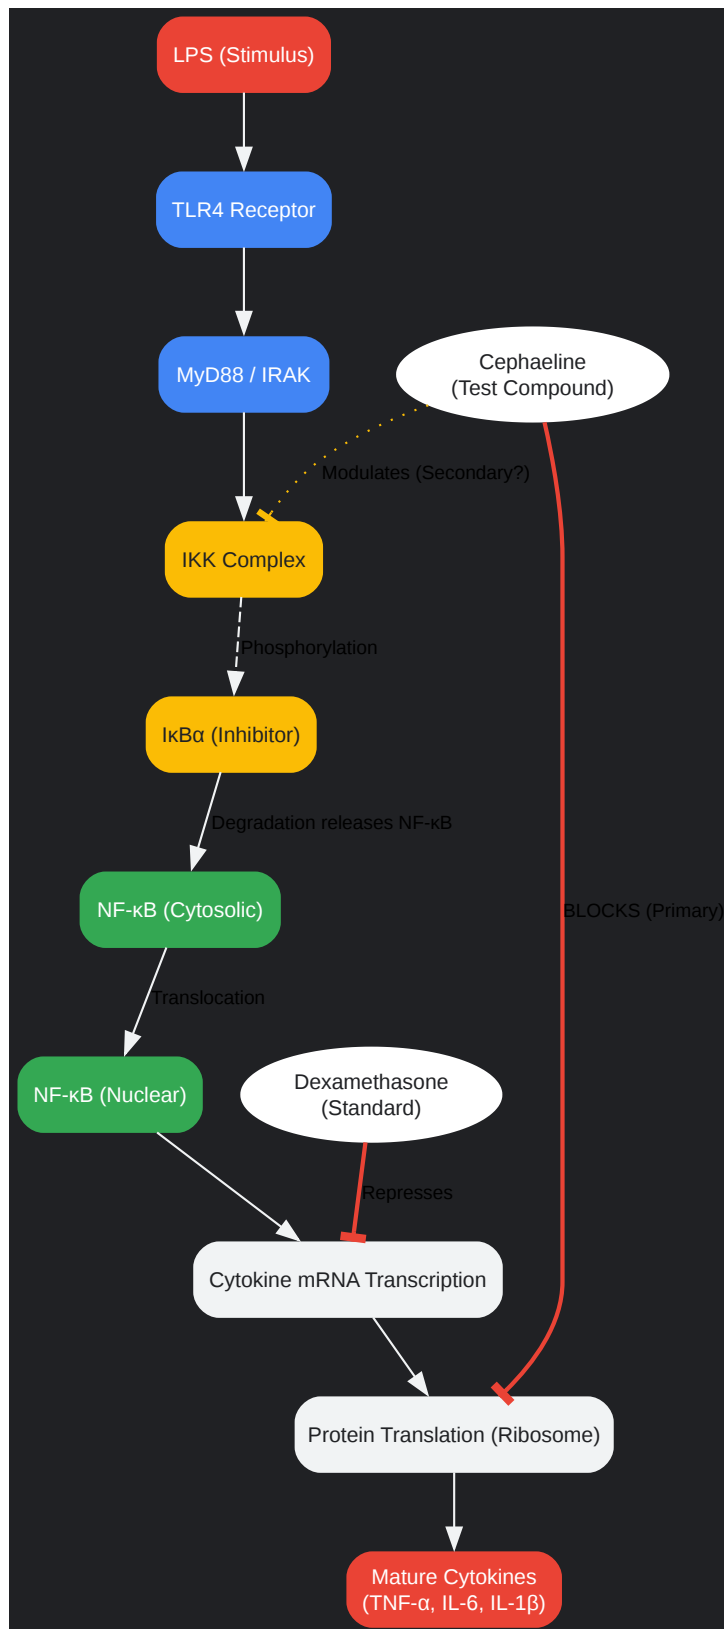 LPS (Stimulus)
TLR4 Receptor
MyD88 / IRAK
Cephaeline
(Test Compound)
Modulates (Secondary?)
IKK Complex
Phosphorylation
IκBα (Inhibitor)
Degradation releases NF-κB
NF-κB (Cytosolic)
BLOCKS (Primary)
Translocation
NF-κB (Nuclear)
Dexamethasone
(Standard)
Represses
Cytokine mRNA Transcription
Protein Translation (Ribosome)
Mature Cytokines
(TNF-α, IL-6, IL-1β)